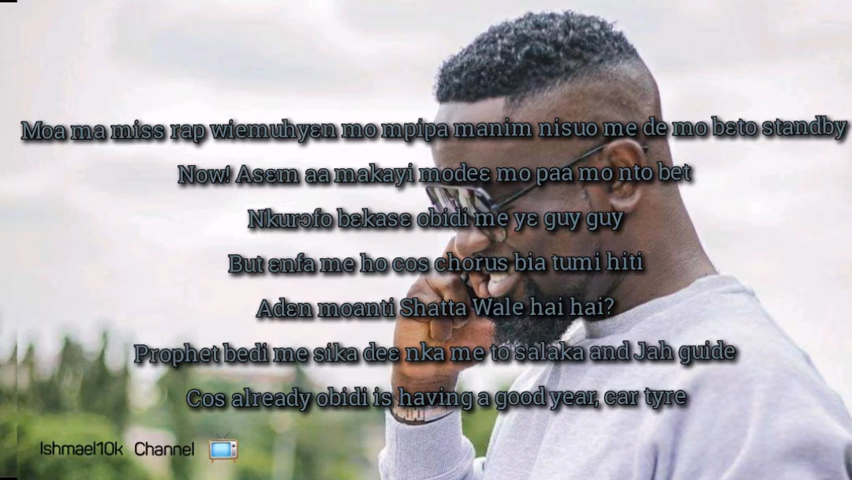 Moa ma miss rap wiemuhyɛn mo mpipa manim nisuo me de mo bɛto standby
Now! Asɛm aa makayi modeɛ mo paa mo nto bet
Nkurɔfo bɛkasɛ obidi me yɛ guy guy
But ɛnfa me ho cos chorus bia tumi hiti
Adɛn moanti Shatta Wale hai hai?
Prophet bedi me sika deɛ nka me to salaka and Jah guide
Cos already obidi is having a good year, car tyre
Ishmael10k Channel